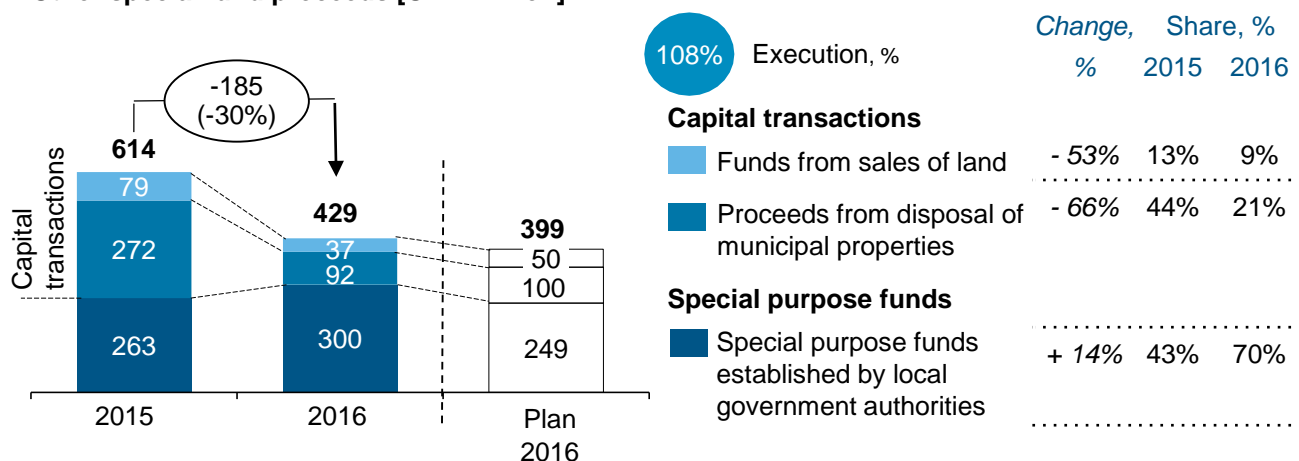 -185
(-30%)
614
79
272
263
429
37
92
300
399
50
100
249
Capital
transactions
2015
2016
Plan
2016
108%
Execution, %
Change,
%
Share, %
2015 2016
Capital transactions
Funds from sales of land
- 53% 13% 9%
Proceeds from disposal of
municipal properties
- 66% 44% 21%
Special purpose funds
Special purpose funds
established by local
government authorities
+ 14% 43% 70%